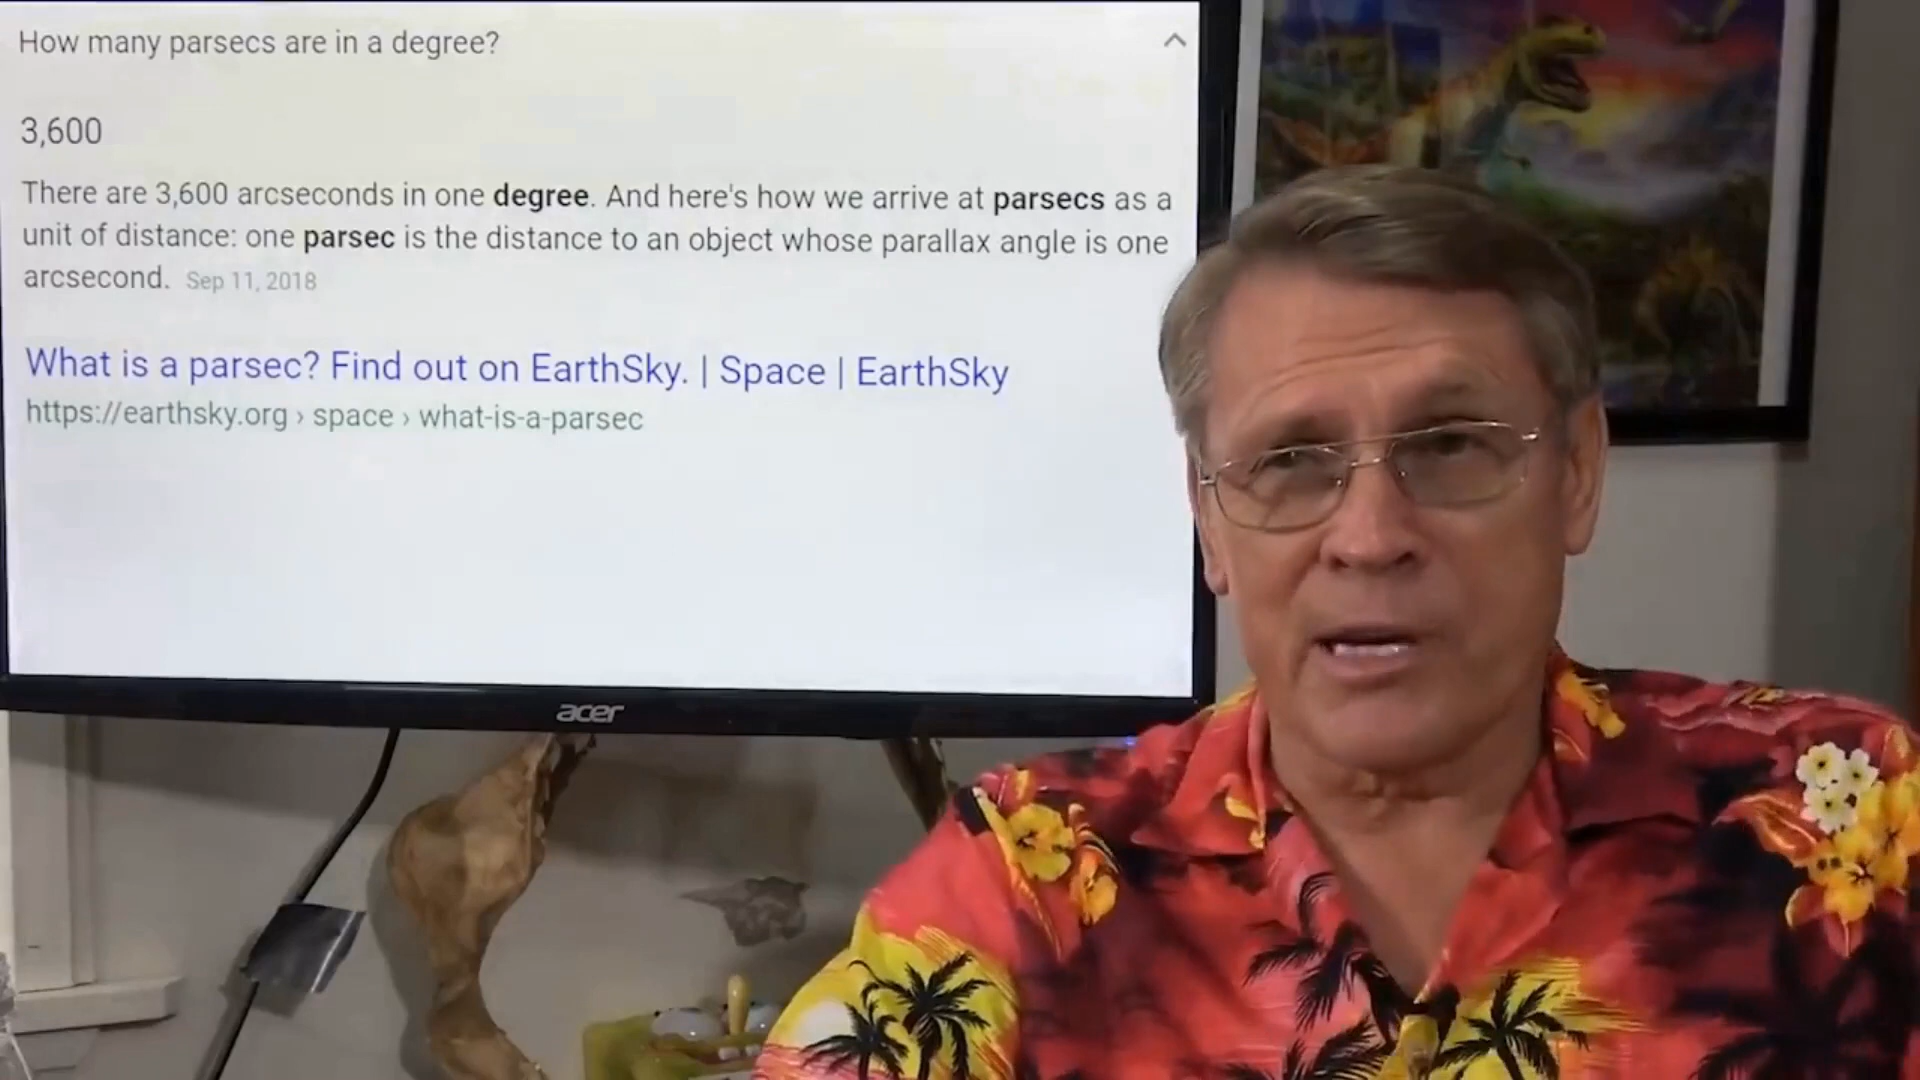 How many parsecs are in a degree?
3,600
There are 3,600 arcseconds in one degree. And here's how we arrive at parsecs as a
unit of distance: one parsec is the distance to an object whose parallax angle is one
arcsecond. Sep 11, 2018
What is a parsec? Find out on EarthSky. | Space | EarthSky
https://earthsky.org › space › what-is-a-parsec
acer